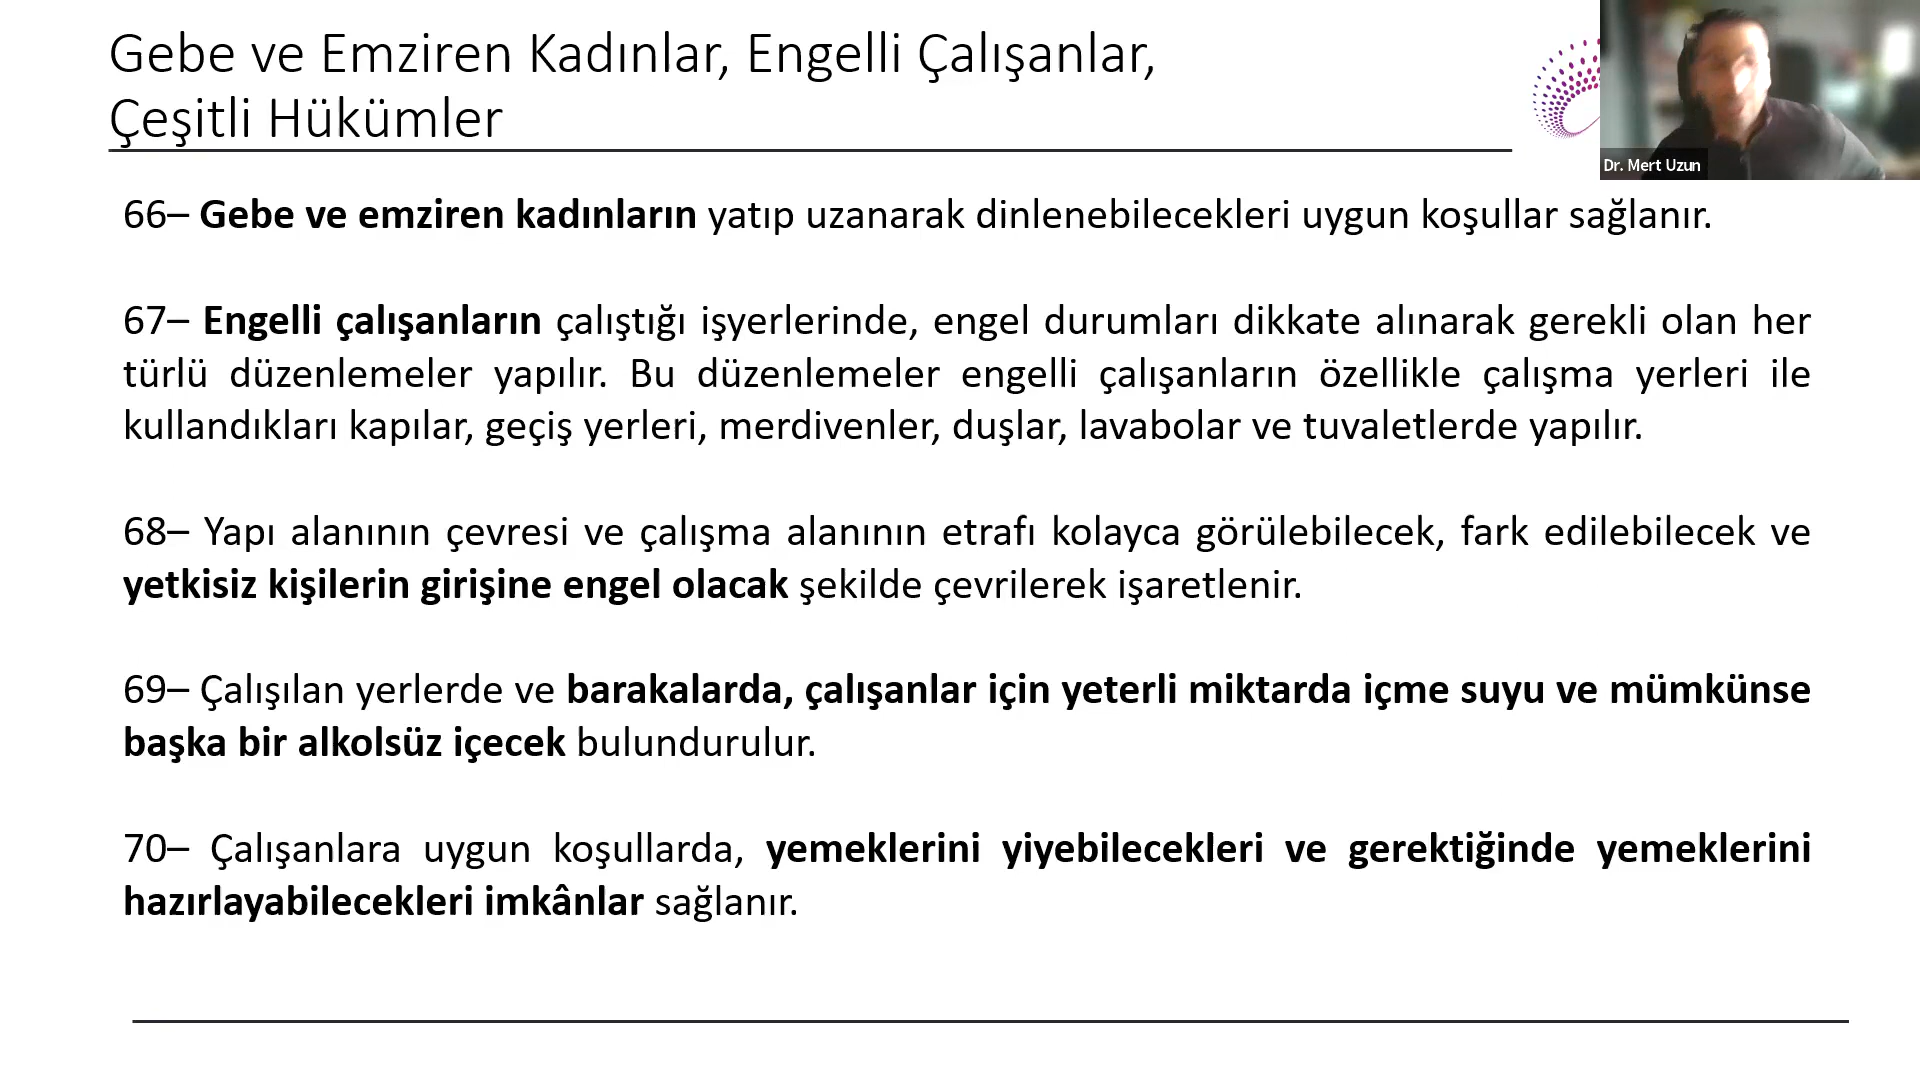 Gebe ve Emziren Kadınlar, Engelli Çalışanlar,
Çeşitli Hükümler
Dr. Mert Uzun
66– Gebe ve emziren kadınların yatıp uzanarak dinlenebilecekleri uygun koşullar sağlanır.
67– Engelli çalışanların çalıştığı işyerlerinde, engel durumları dikkate alınarak gerekli olan her
türlü düzenlemeler yapılır. Bu düzenlemeler engelli çalışanların özellikle çalışma yerleri ile
kullandıkları kapılar, geçiş yerleri, merdivenler, duşlar, lavabolar ve tuvaletlerde yapılır.
68– Yapı alanının çevresi ve çalışma alanının etrafı kolayca görülebilecek, fark edilebilecek ve
yetkisiz kişilerin girişine engel olacak şekilde çevrilerek işaretlenir.
69– Çalışılan yerlerde ve barakalarda, çalışanlar için yeterli miktarda içme suyu ve mümkünse
başka bir alkolsüz içecek bulundurulur.
70– Çalışanlara uygun koşullarda, yemeklerini yiyebilecekleri ve gerektiğinde yemeklerini
hazırlayabilecekleri imkânlar sağlanır.